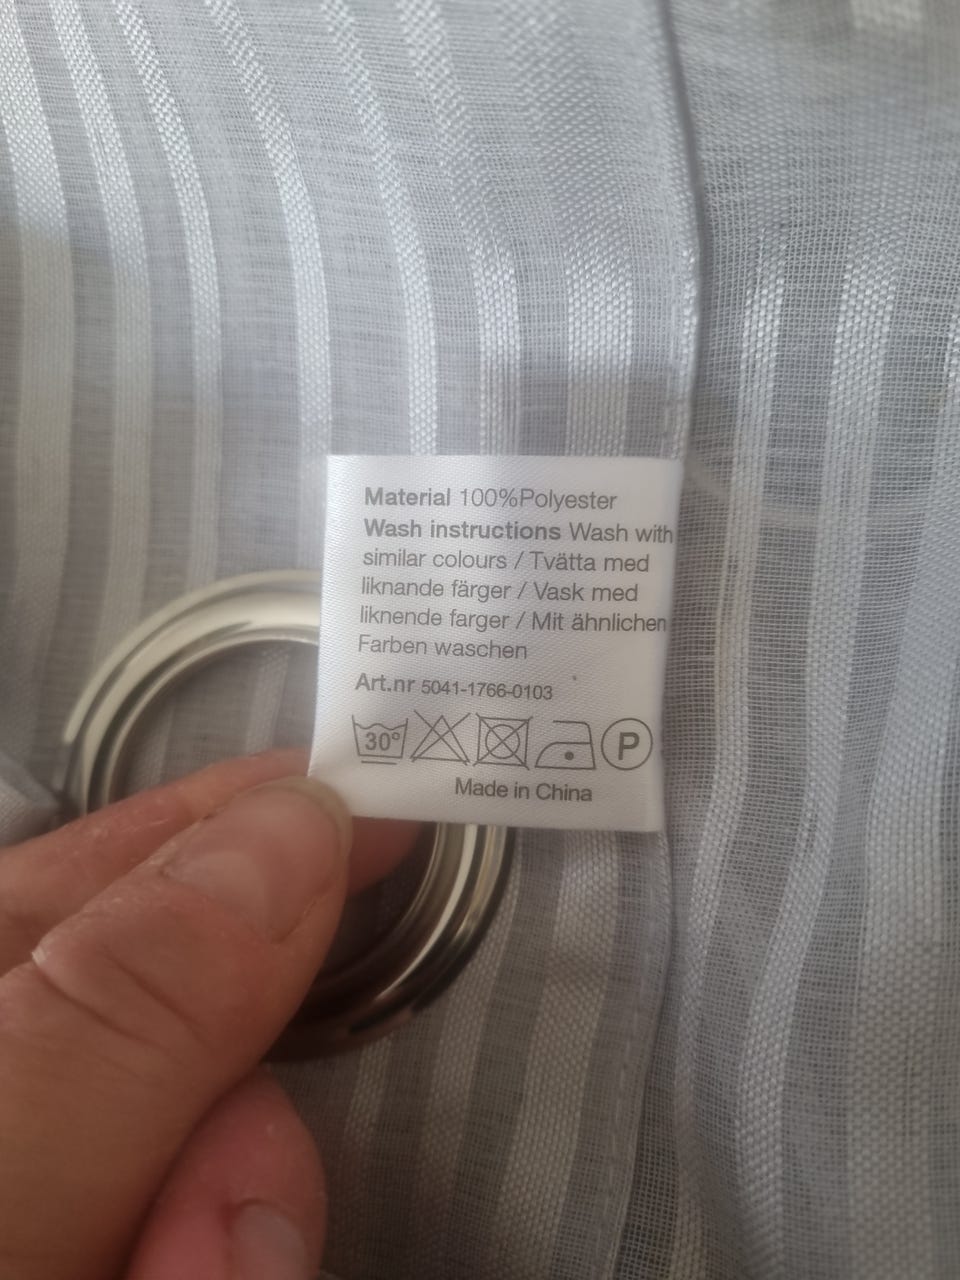 Material 100%Polyester
Wash instructions Wash with
similar colours / Tvätta med
liknande färger / Vask med
liknende farger / Mit ähnlichen
Farben waschen
Art.nr 5041-1766-0103
30° P
Made in China